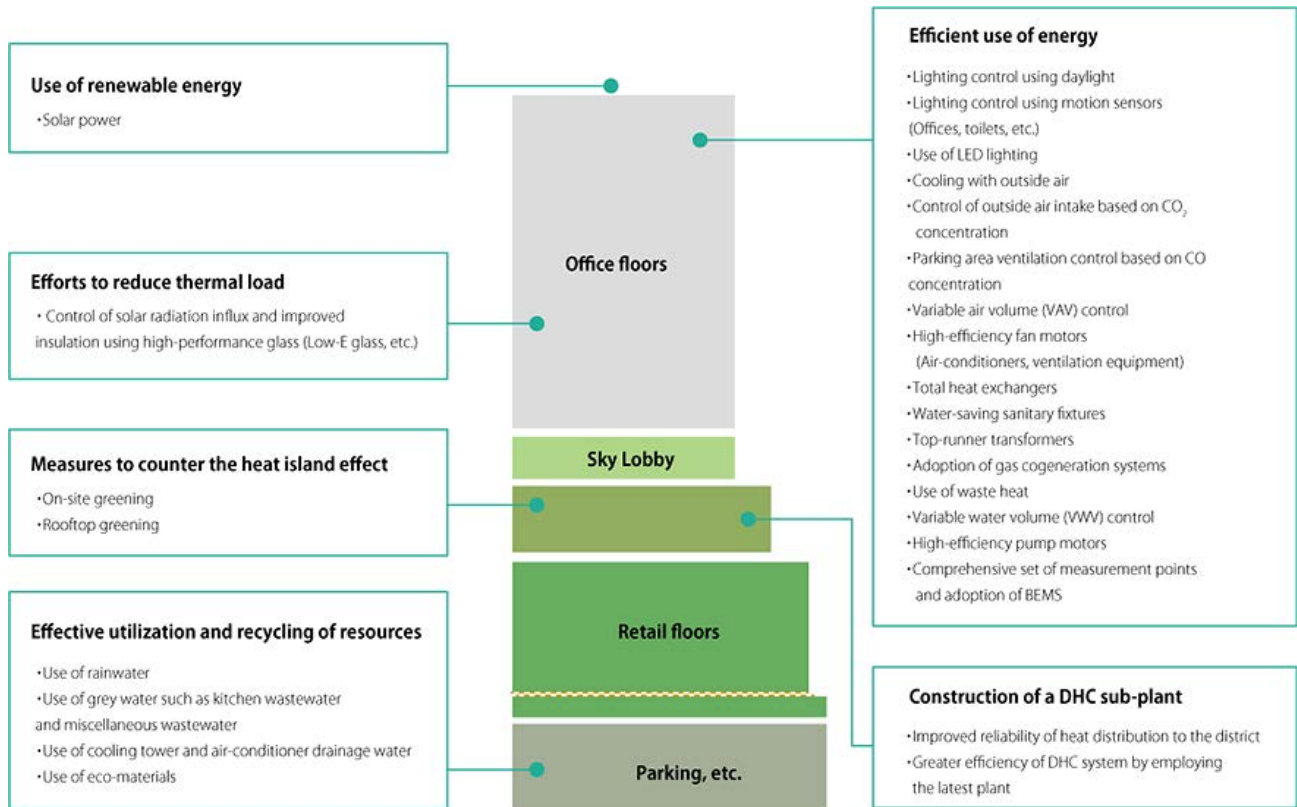 Use of renewable energy
・Solar power
Efforts to reduce thermal load
・ Control of solar radiation influx and improved
insulation using high-performance glass (Low-E glass, etc.)
Measures to counter the heat island effect
・On-site greening
・Rooftop greening
Effective utilization and recycling of resources
・Use of rainwater
・Use of grey water such as kitchen wastewater
and miscellaneous wastewater
・Use of cooling tower and air-conditioner drainage water
・Use of eco-materials
Office floors
Sky Lobby
Retail floors
Parking, etc.
Efficient use of energy
・Lighting control using daylight
・Lighting control using motion sensors
(Offices, toilets, etc.)
・Use of LED lighting
・Cooling with outside air
・Control of outside air intake based on CO₂
concentration
・Parking area ventilation control based on CO
concentration
・Variable air volume (VAV) control
・High-efficiency fan motors
(Air-conditioners, ventilation equipment)
・Total heat exchangers
・Water-saving sanitary fixtures
・Top-runner transformers
・Adoption of gas cogeneration systems
・Use of waste heat
・Variable water volume (VWV) control
・High-efficiency pump motors
・Comprehensive set of measurement points
and adoption of BEMS
Construction of a DHC sub-plant
・Improved reliability of heat distribution to the district
・Greater efficiency of DHC system by employing
the latest plant